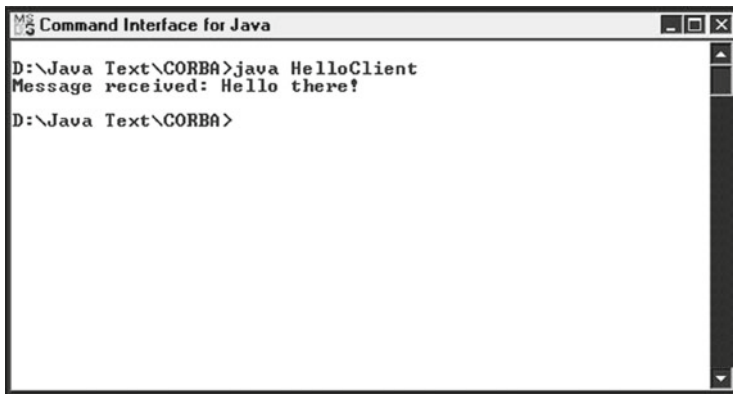 Command Interface for Java
D:\Java Text\CORBA>java HelloClient
Message received: Hello there!
D:\Java Text\CORBA>